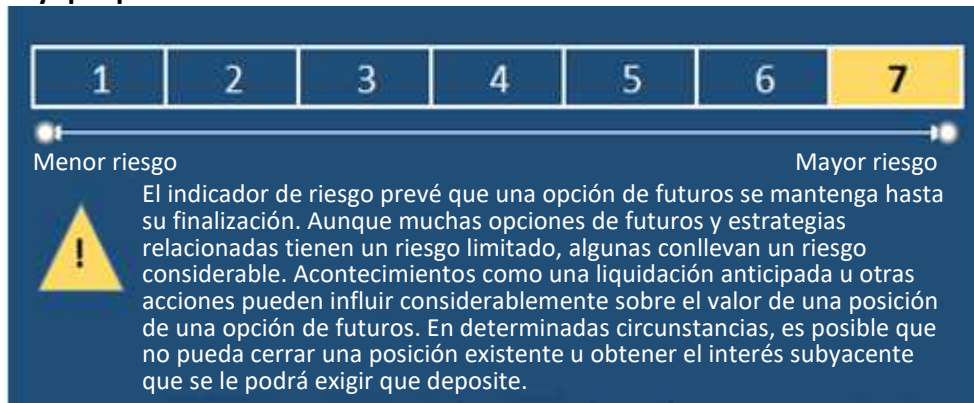 1 2 3 4 5 6 7
Menor riesgo Mayor riesgo
El indicador de riesgo prevé que una opción de futuros se mantenga hasta
su finalización. Aunque muchas opciones de futuros y estrategias
relacionadas tienen un riesgo limitado, algunas conllevan un riesgo
considerable. Acontecimientos como una liquidación anticipada u otras
acciones pueden influir considerablemente sobre el valor de una posición
de una opción de futuros. En determinadas circunstancias, es posible que
no pueda cerrar una posición existente u obtener el interés subyacente
que se le podrá exigir que deposite.